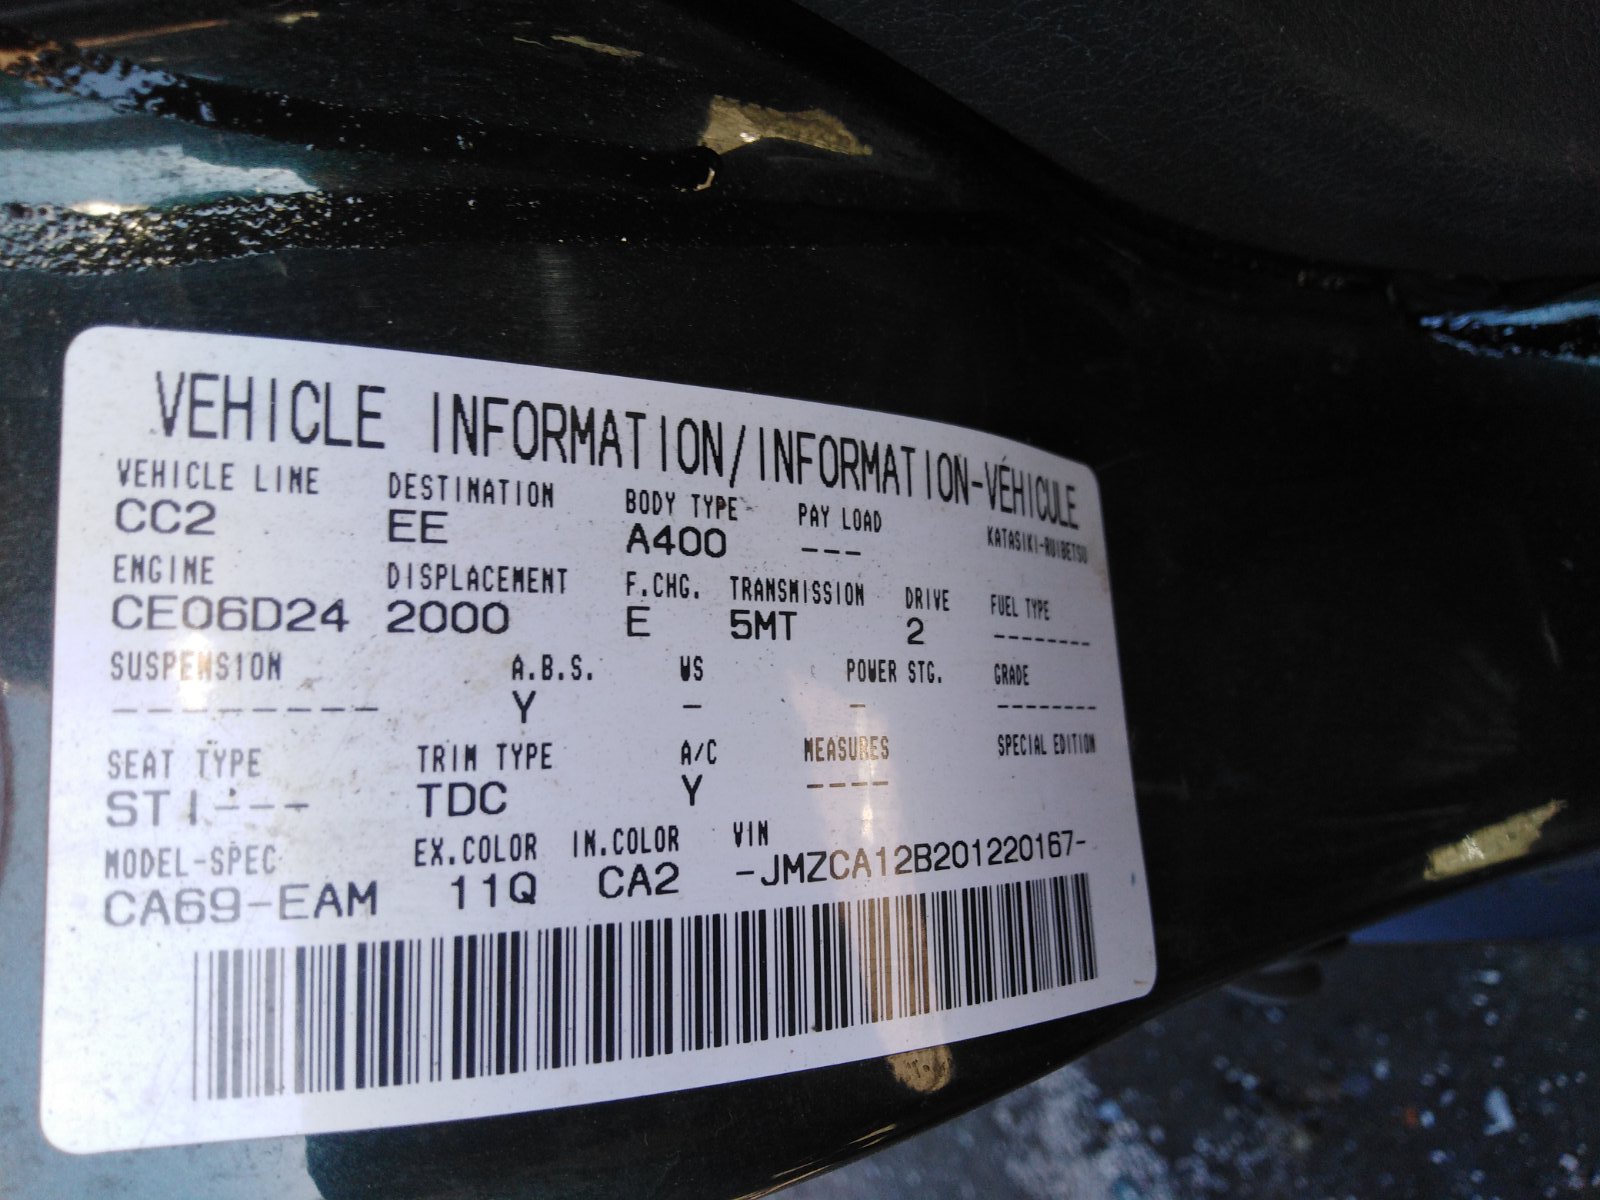 VEHICLE INFORMATION/INFORMATION-VÉHICULE
VEHICLE LINE DESTINATION BODY TYPE PAY LOAD KATASIKI-RUIBETSU
CC2 EE A400 ---
ENGINE DISPLACEMENT F.CHG. TRANSMISSION DRIVE FUEL TYPE
CE06D24 2000 E 5MT 2 --------
SUSPENSION A.B.S. WS POWER STG. GRADE
--------- Y - - --------
SEAT TYPE TRIM TYPE A/C MEASURES SPECIAL EDITION
ST1--- TDC Y ----
MODEL-SPEC EX.COLOR IN.COLOR VIN
CA69-EAM 11Q CA2 -JMZCA12B201220167-